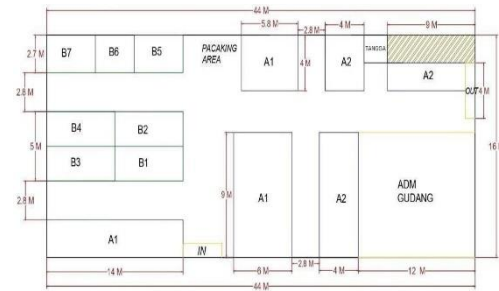 44 M
5.8 M
2.8 M
4 M
9 M
2.7 M
B7
B6
B5
PACAKING
AREA
A1
4 M
A2
TANGGA
A2
OUT
4 M
2.8 M
5 M
B4
B2
B3
B1
16 M
9 M
A1
A2
ADM
GUDANG
2.8 M
A1
IN
14 M
6 M
2.8 M
4 M
12 M
44 M